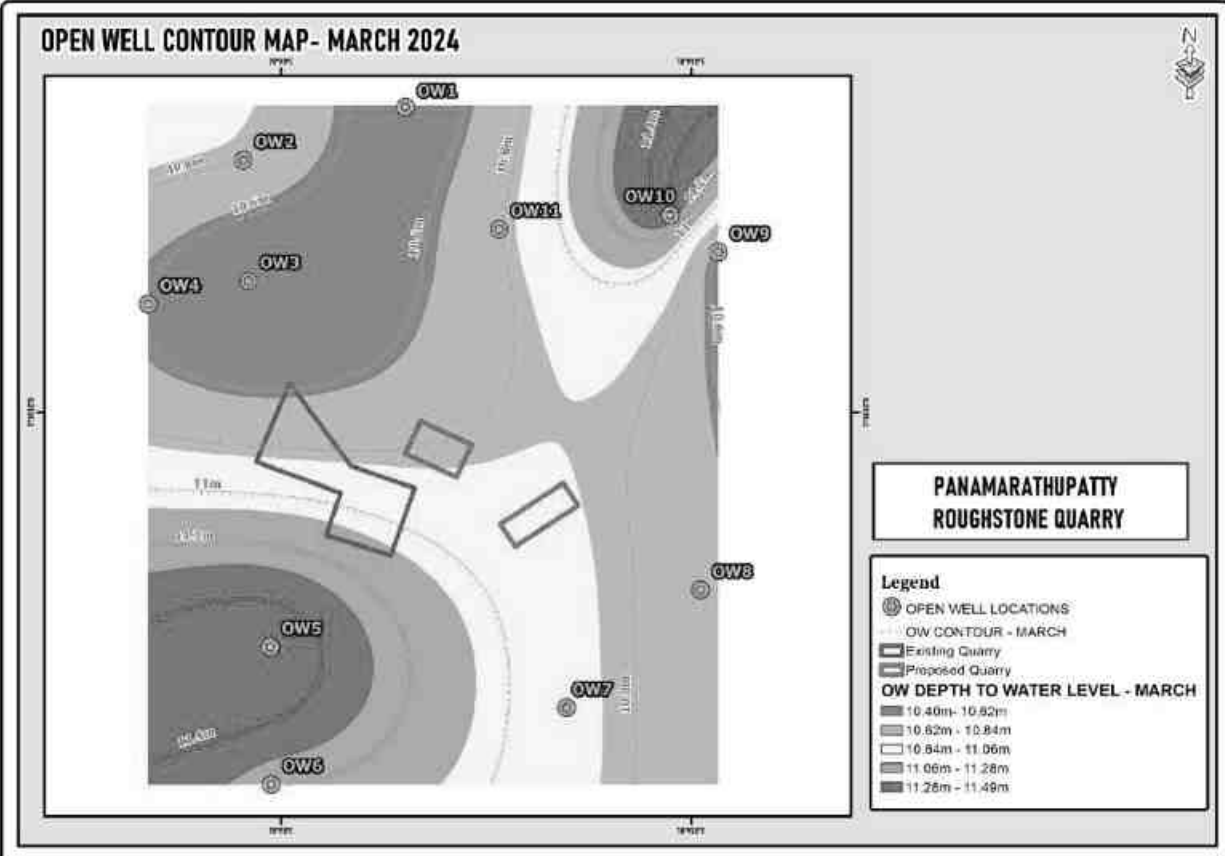 OPEN WELL CONTOUR MAP- MARCH 2024
N
OW1
OW2
OW11
OW10
OW9
OW3
OW4
11m
OW8
OW5
OW7
OW6
PANAMARATHUPATTY
ROUGHSTONE QUARRY
Legend
OPEN WELL LOCATIONS
OW CONTOUR - MARCH
Existing Quarry
Proposed Quarry
OW DEPTH TO WATER LEVEL - MARCH
10.40m- 10.62m
10.62m - 10.84m
10.84m - 11.06m
11.06m - 11.28m
11.28m - 11.49m